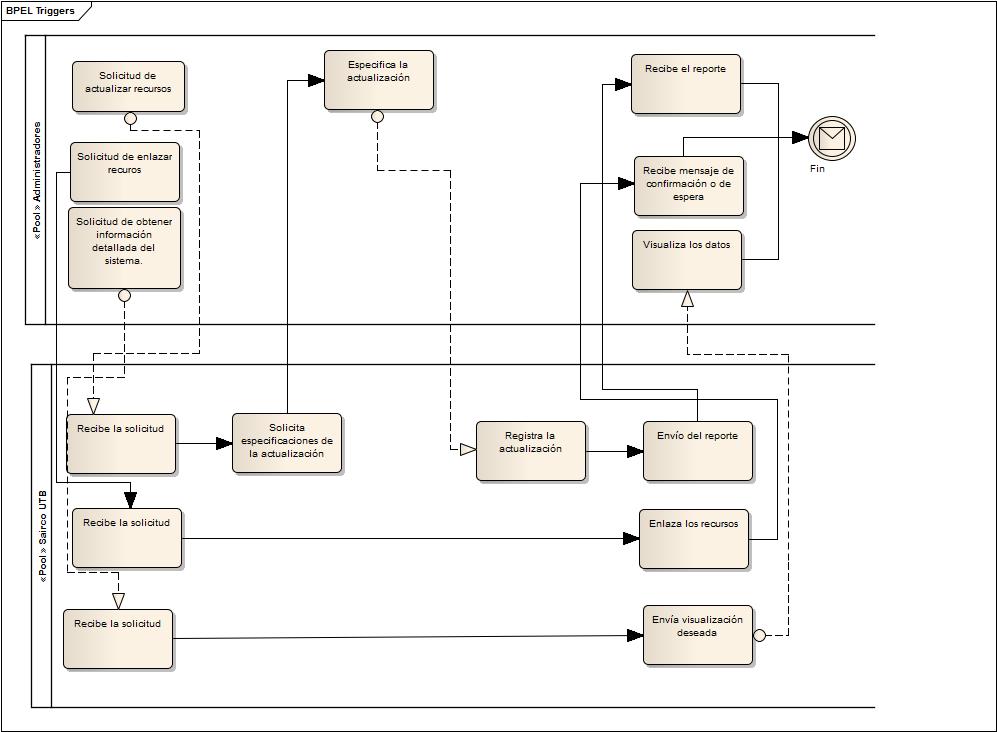 BPEL Triggers
«Pool» Administradores
Solicitud de
actualizar recursos
Solicitud de enlazar
recuros
Solicitud de obtener
información
detallada del
sistema.
Especifica la
actualización
Recibe el reporte
Recibe mensaje de
confirmación o de
espera
Visualiza los datos
Fin
«Pool» Sairco UTB
Recibe la solicitud
Solicita
especificaciones de
la actualización
Registra la
actualización
Envío del reporte
Recibe la solicitud
Enlaza los recursos
Recibe la solicitud
Envía visualización
deseada